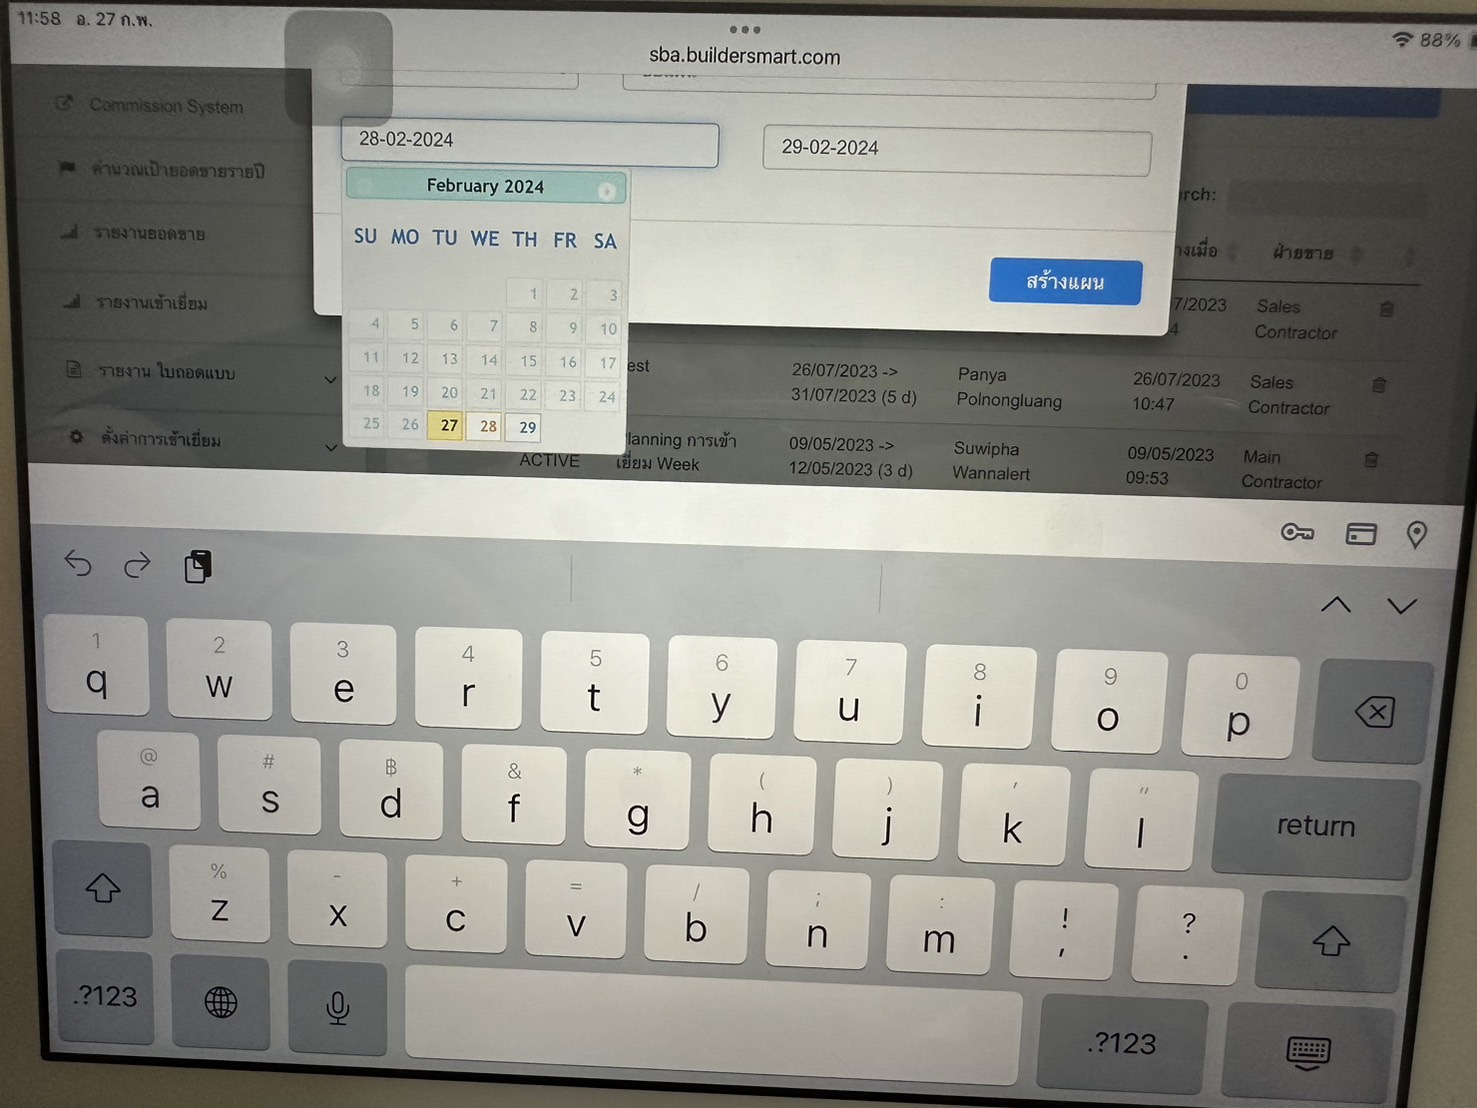 11:58 อ. 27 ก.พ.
88%
sba.buildersmart.com
Commission System
คำนวณเป้ายอดขายรายปี
รายงานยอดขาย
รายงานเข้าเยี่ยม
รายงาน ใบถอดแบบ
ตั้งค่าการเข้าเยี่ยม
28-02-2024
29-02-2024
February 2024
SU MO TU WE TH FR SA
1 2 3
4 5 6 7 8 9 10
11 12 13 14 15 16 17
18 19 20 21 22 23 24
25 26 27 28 29
สร้างแผน
rch:
งเมื่อ ฝ่ายขาย
7/2023 Sales
4 Contractor
est 26/07/2023 -> Panya 26/07/2023 Sales
31/07/2023 (5 d) Polnongluang 10:47 Contractor
lanning การเข้า 09/05/2023 -> Suwipha 09/05/2023 Main
ACTIVE เยี่ยม Week 12/05/2023 (3 d) Wannalert 09:53 Contractor
1 2 3 4 5 6 7 8 9 0
q w e r t y u i o p
@ # ฿ & * ( ) ' "
a s d f g h j k l return
% - + = / ; : ! ?
z x c v b n m , .
.?123 .?123